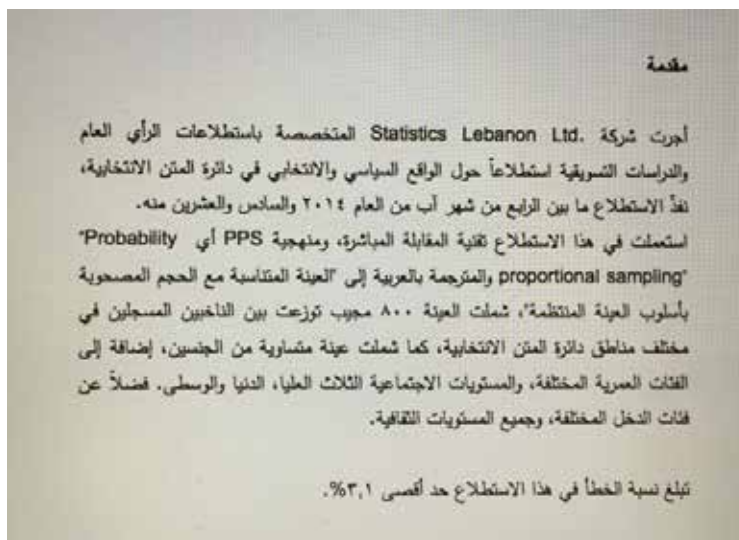 مقدمة
أجرت شركة Statistics Lebanon Ltd. المتخصصة باستطلاعات الرأي العام
والدراسات التسويقية استطلاعاً حول الواقع السياسي والانتخابي في دائرة المتن الانتخابية،
نفذ الاستطلاع ما بين الرابع من شهر آب من العام ٢٠١٤ والسادس والعشرين منه.
استعملت في هذا الاستطلاع تقنية المقابلة المباشرة، ومنهجية PPS أي "Probability
proportional sampling" والمترجمة بالعربية إلى "العينة المتناسبة مع الحجم المصحوبة
بأسلوب العينة المنتظمة"، شملت العينة ٨٠٠ مجيب توزعت بين الناخبين المسجلين في
مختلف مناطق دائرة المتن الانتخابية، كما شملت عينة متساوية من الجنسين، إضافة إلى
الفئات العمرية المختلفة، والمستويات الاجتماعية الثلاث العليا، الدنيا والوسطى. فضلاً عن
فئات الدخل المختلفة، وجميع المستويات الثقافية.
تبلغ نسبة الخطأ في هذا الاستطلاع حد أقصى ٣,١%.